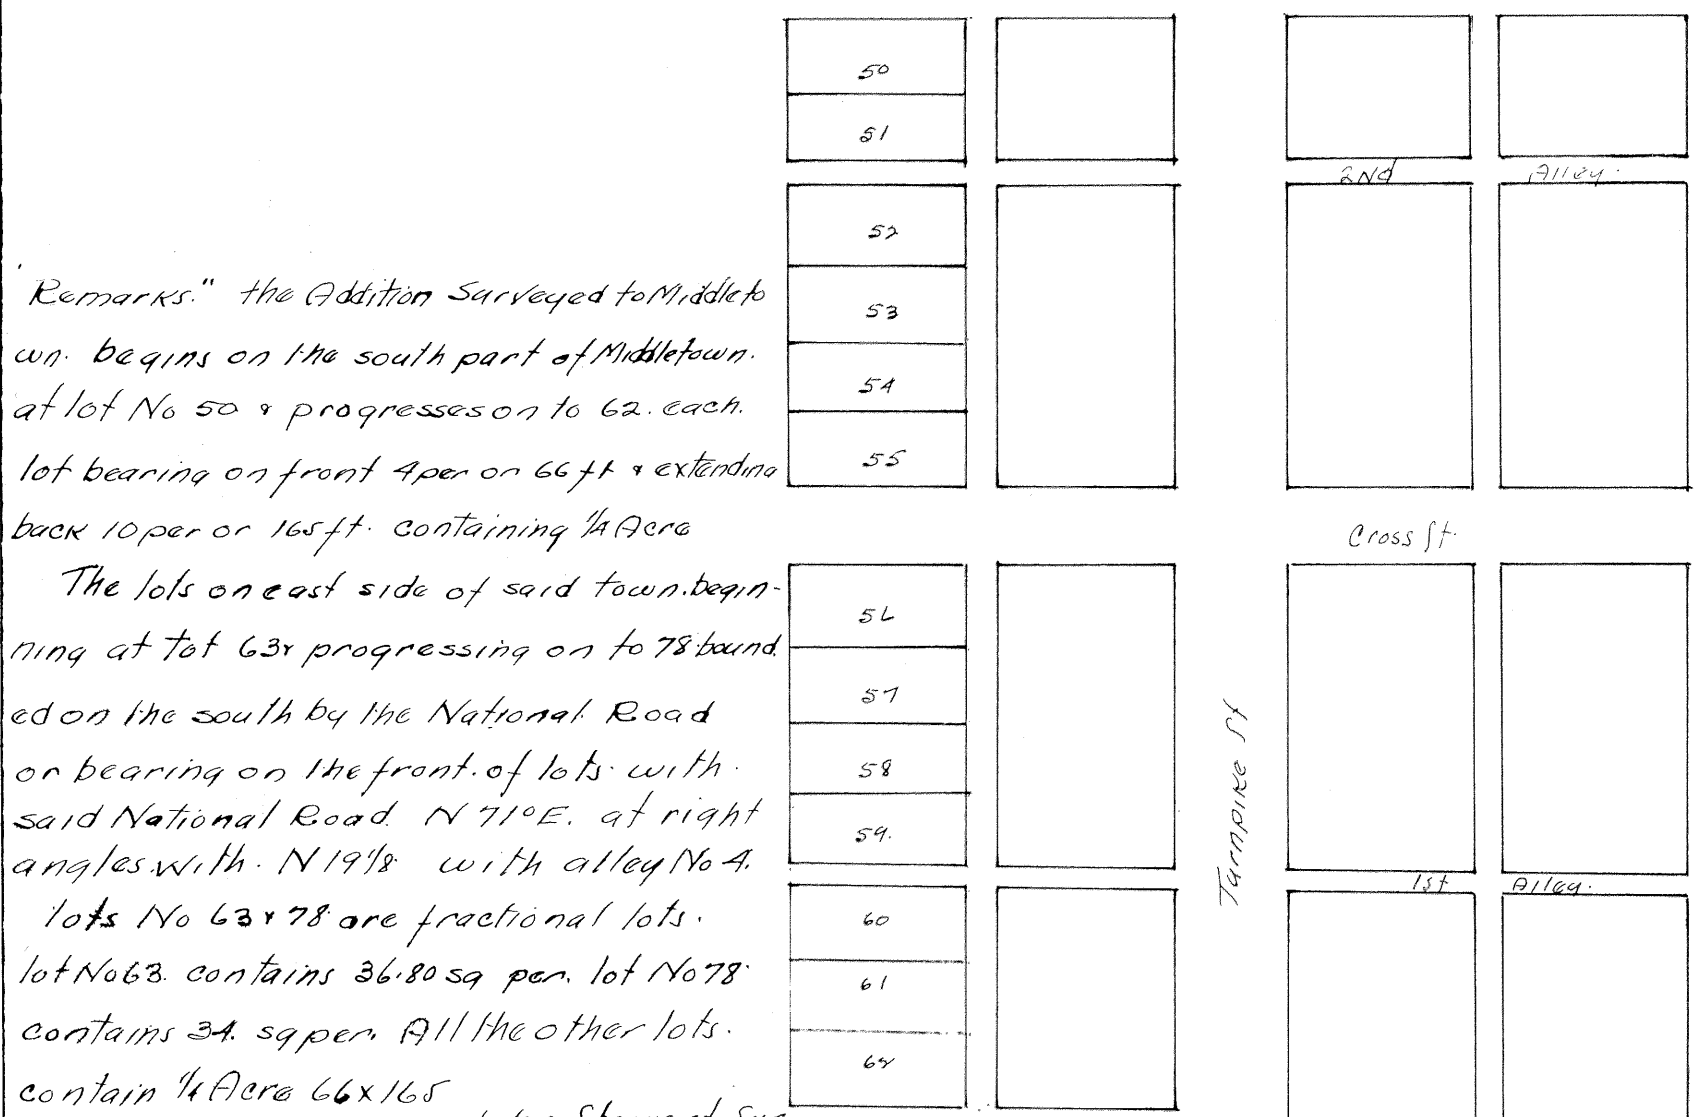 "Remarks." the Addition Surveyed to Middleto
wn. begins on the south part of Middletown.
at lot No 50 & progresses on to 62. each.
lot bearing on front 4 per or 66 ft & extending
back 10 per or 165 ft. containing 1/4 Acre
The lots on east side of said town. begin-
ning at lot 63 & progressing on to 78 bound.
ed on the south by the National Road
or bearing on the front. of lots. with.
said National Road. N 71° E. at right
angles. with. N 19 1/8 with alley No 4.
lots No 63 & 78 are fractional lots.
lot No 63. contains 36.80 sq per. lot No 78.
contains 34. sq per. All the other lots.
contain 1/4 Acre 66 x 165
50
51
52
53
54
55
56
57
58
59.
60
61
62
2Nd Alley.
Cross St.
Turnpike St
1st Alley.